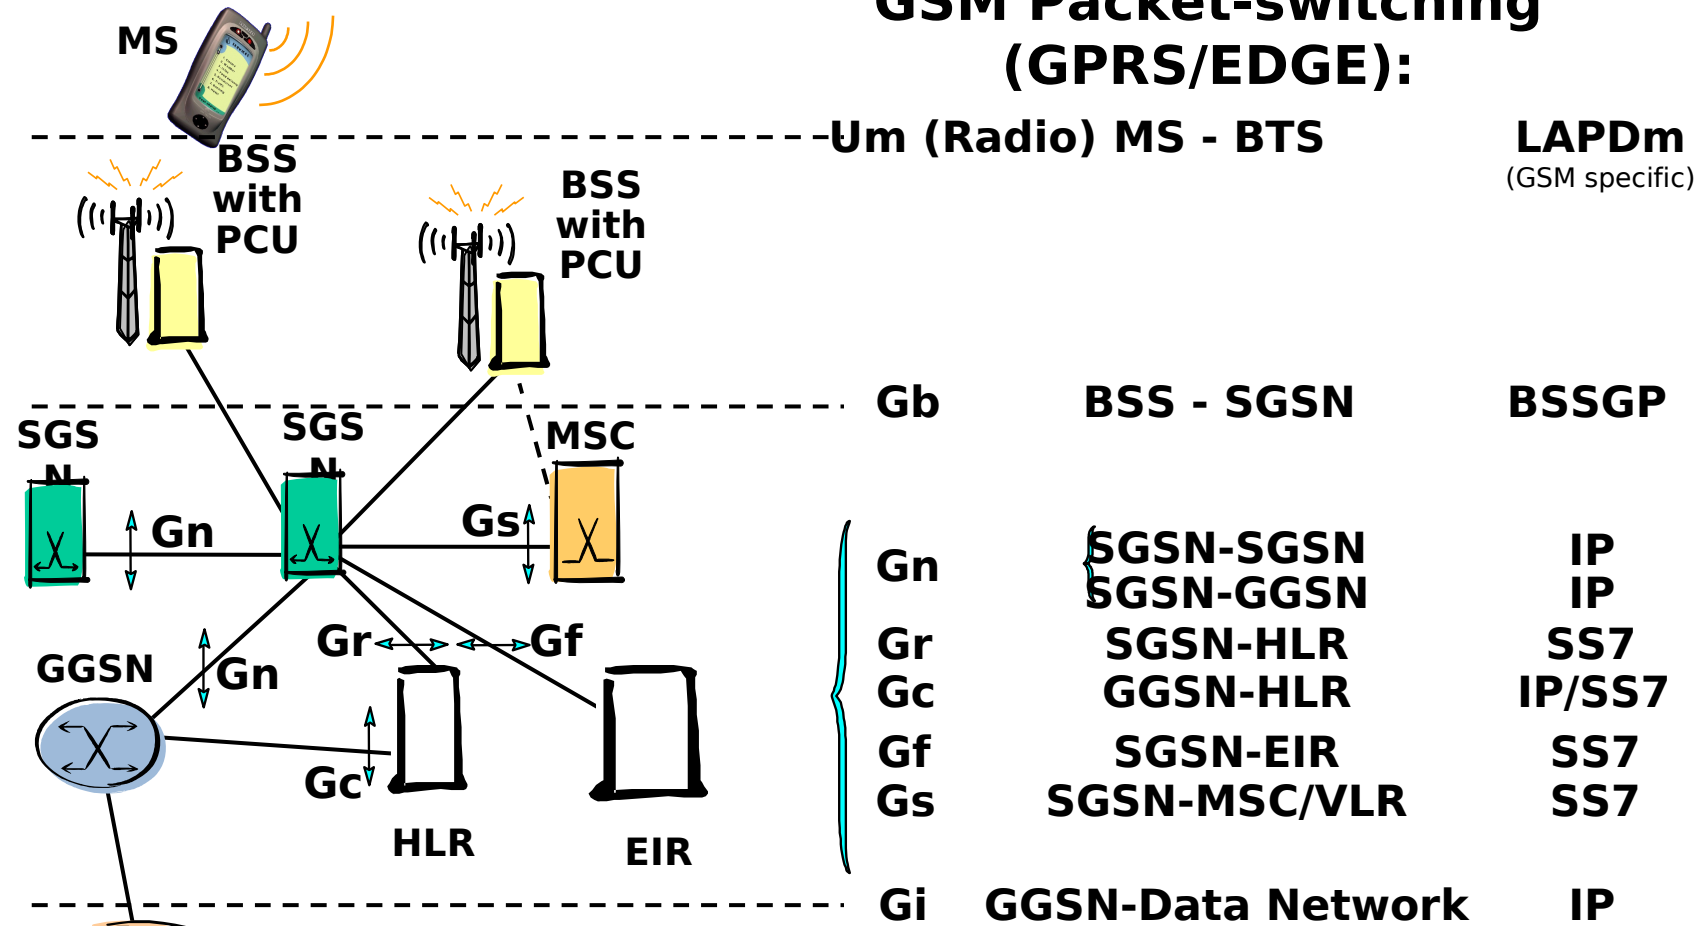 GSM Packet-switching
(GPRS/EDGE):
MS
Um (Radio) MS - BTS LAPDm
(GSM specific)
BSS
with
PCU
BSS
with
PCU
Gb BSS - SGSN BSSGP
SGS
N
SGS
N
MSC
Gn
Gs
Gn SGSN-SGSN IP
SGSN-GGSN IP
Gr SGSN-HLR SS7
Gc GGSN-HLR IP/SS7
Gf SGSN-EIR SS7
Gs SGSN-MSC/VLR SS7
Gr
Gf
GGSN
Gn
Gc
HLR
EIR
Gi GGSN-Data Network IP